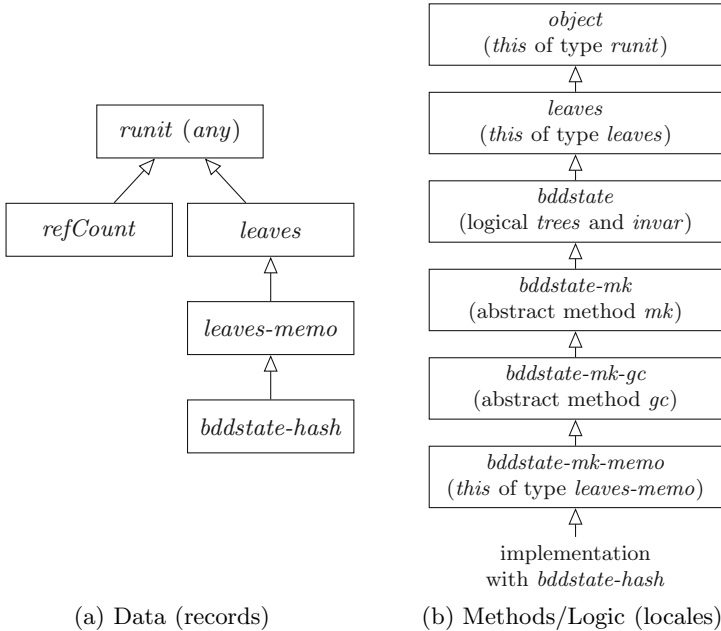 runit (any)
refCount
leaves
leaves-memo
bddstate-hash
(a) Data (records)
object
(this of type runit)
leaves
(this of type leaves)
bddstate
(logical trees and invar)
bddstate-mk
(abstract method mk)
bddstate-mk-gc
(abstract method gc)
bddstate-mk-memo
(this of type leaves-memo)
implementation
with bddstate-hash
(b) Methods/Logic (locales)